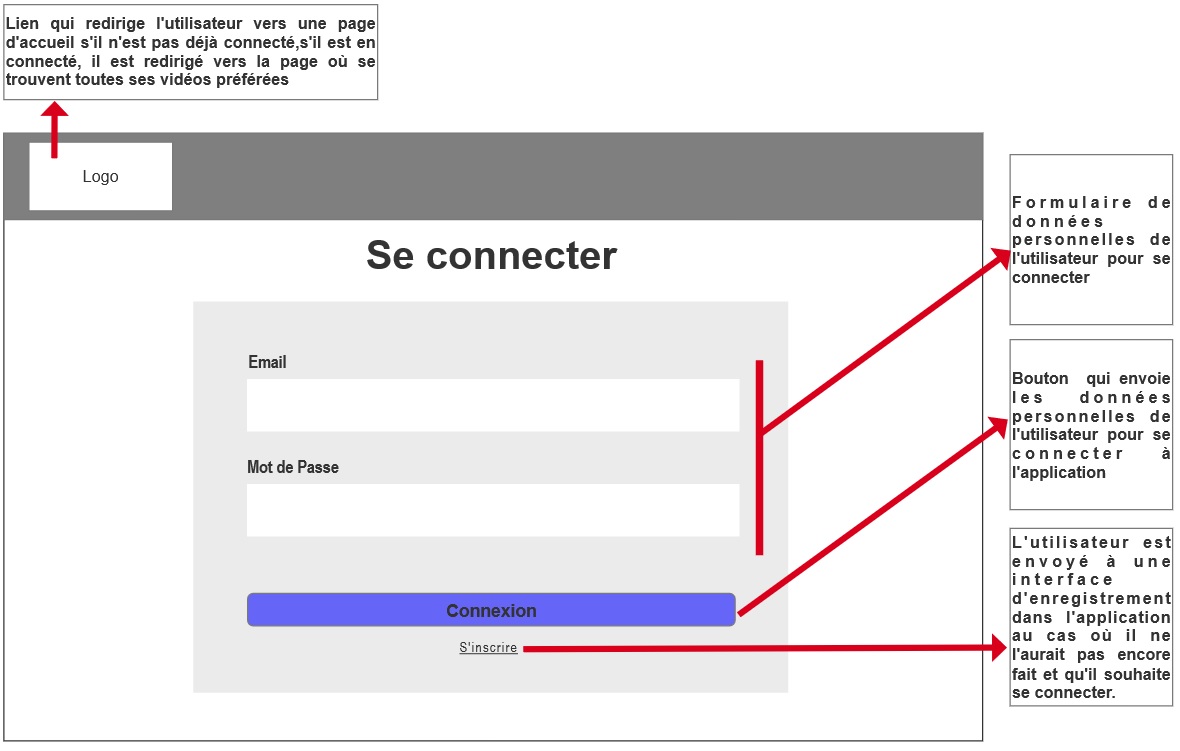 Lien qui redirige l'utilisateur vers une page
d'accueil s'il n'est pas déjà connecté,s'il est en
connecté, il est redirigé vers la page où se
trouvent toutes ses vidéos préférées
Logo
Se connecter
Email
Mot de Passe
Connexion
S'inscrire
Formulaire de
données
personnelles de
l'utilisateur pour se
connecter
Bouton qui envoie
les données
personnelles de
l'utilisateur pour se
connecter à
l'application
L'utilisateur est
envoyé à une
interface
d'enregistrement
dans l'application
au cas où il ne
l'aurait pas encore
fait et qu'il souhaite
se connecter.